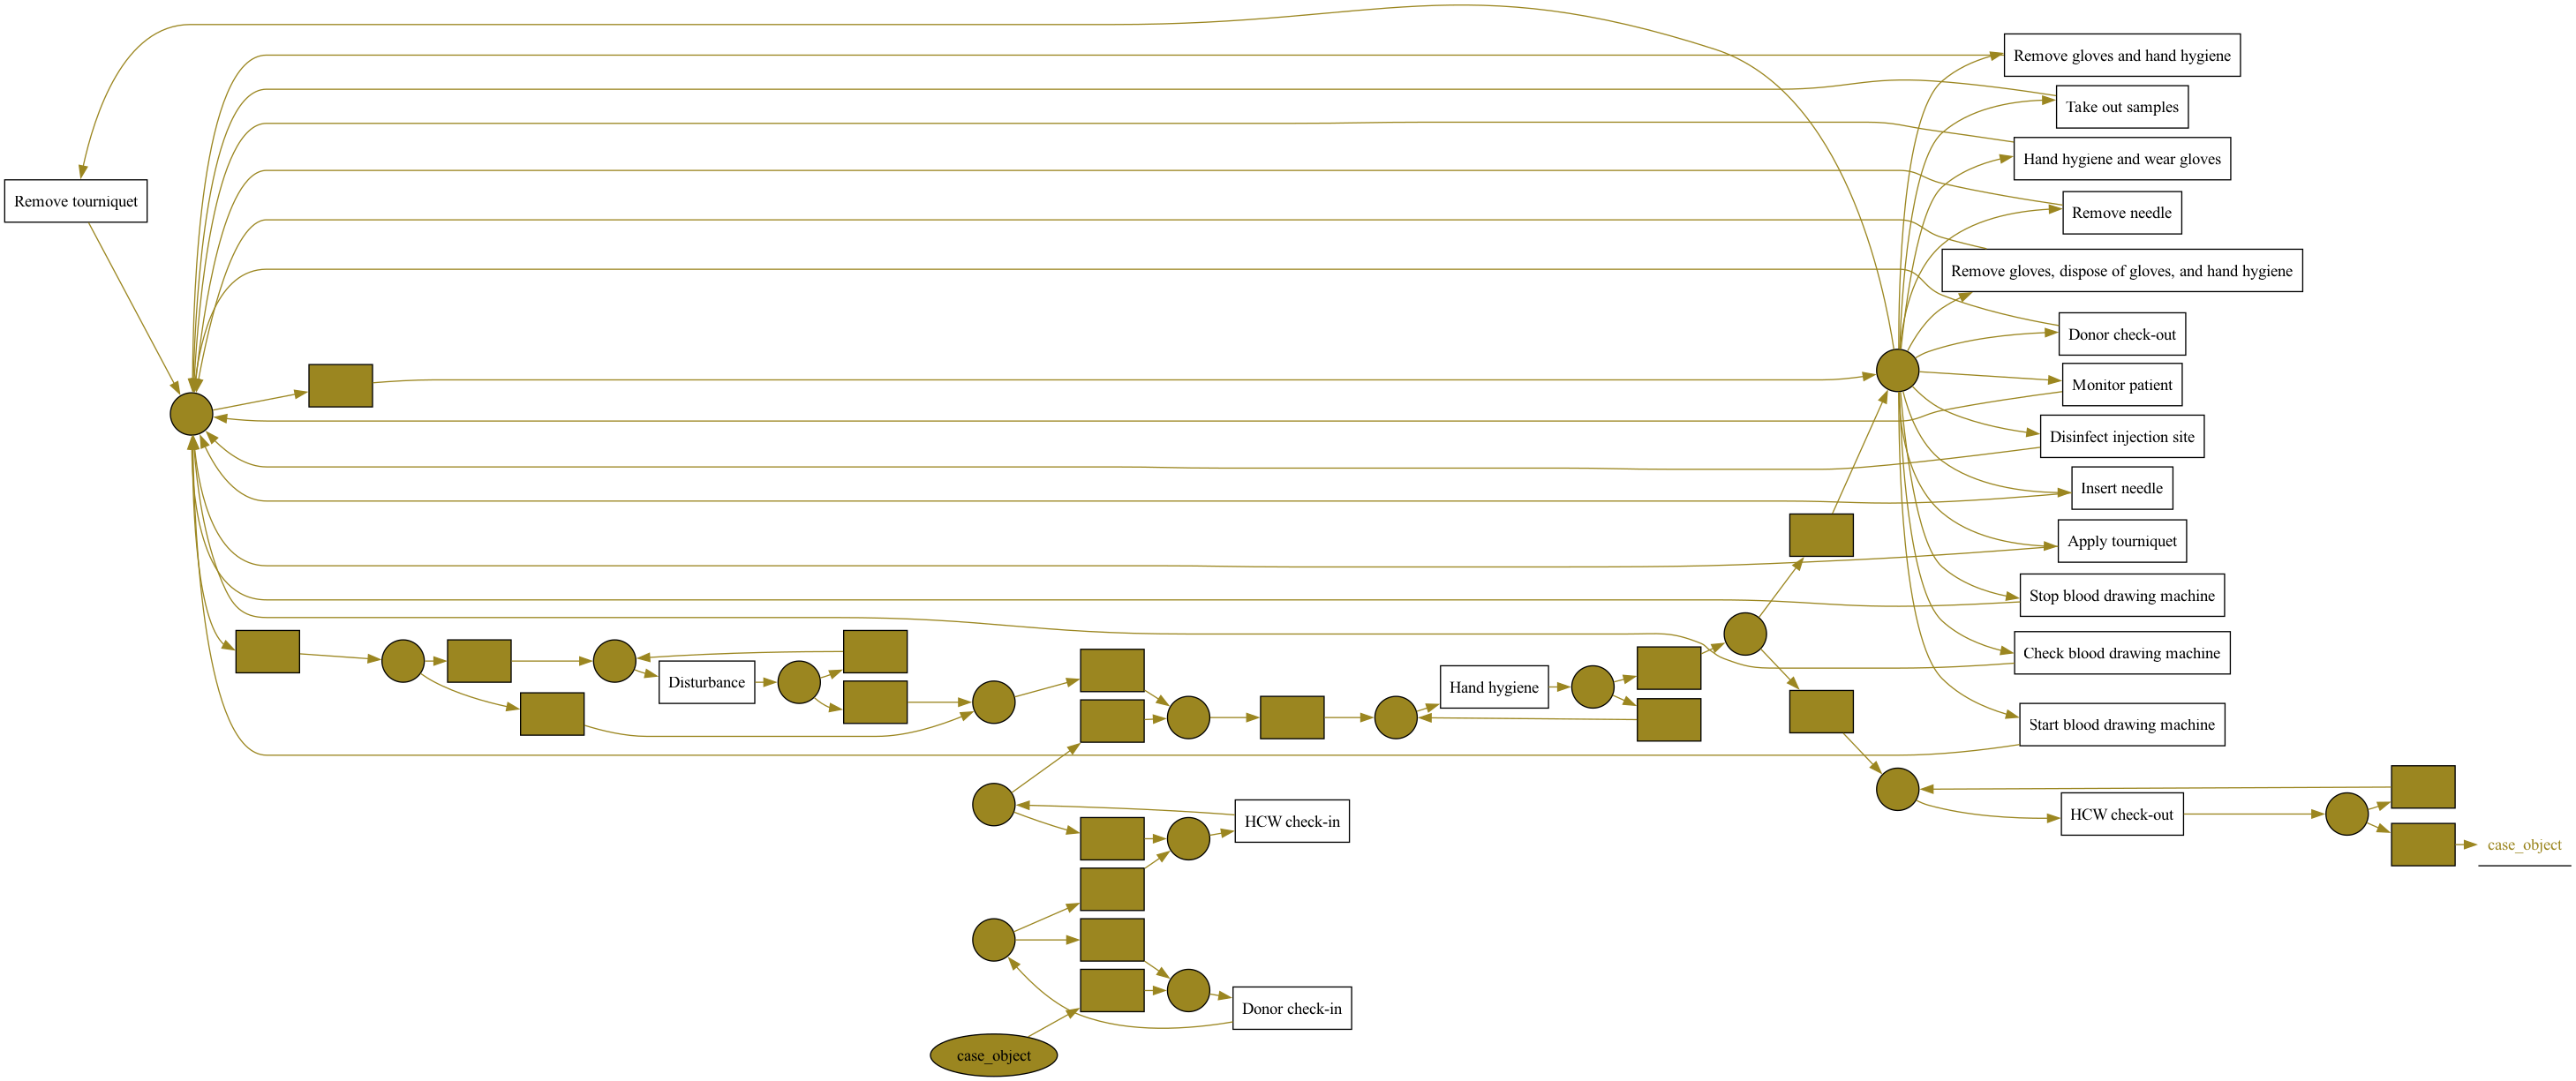 Remove gloves and hand hygiene
Take out samples
Hand hygiene and wear gloves
Remove tourniquet
Remove needle
Remove gloves, dispose of gloves, and hand hygiene
Donor check-out
Monitor patient
Disinfect injection site
Insert needle
Apply tourniquet
Stop blood drawing machine
Check blood drawing machine
Disturbance
Hand hygiene
Start blood drawing machine
HCW check-in
HCW check-out
case_object
Donor check-in
case_object